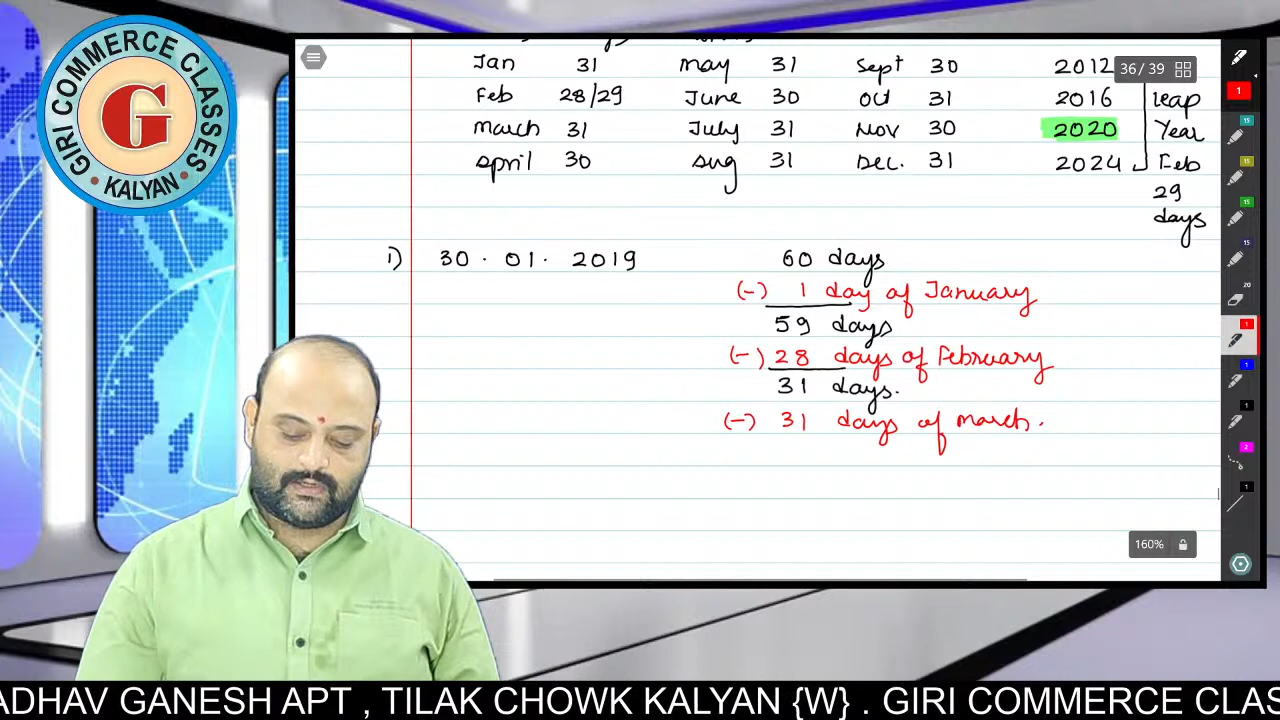 GIRI COMMERCE CLASSES
G
• KALYAN •
Jan 31 may 31 Sept 30 2012
Feb 28/29 June 30 Oct 31 2016 leap
March 31 July 31 Nov 30 2020 Year
April 30 Aug 31 Dec. 31 2024 Feb
29
days
36 / 39
1) 30 . 01 . 2019 60 days
(-) 1 day of January
59 days
(-) 28 days of February
31 days.
(-) 31 days of march.
160%
ADHAV GANESH APT , TILAK CHOWK KALYAN {W} . GIRI COMMERCE CLAS